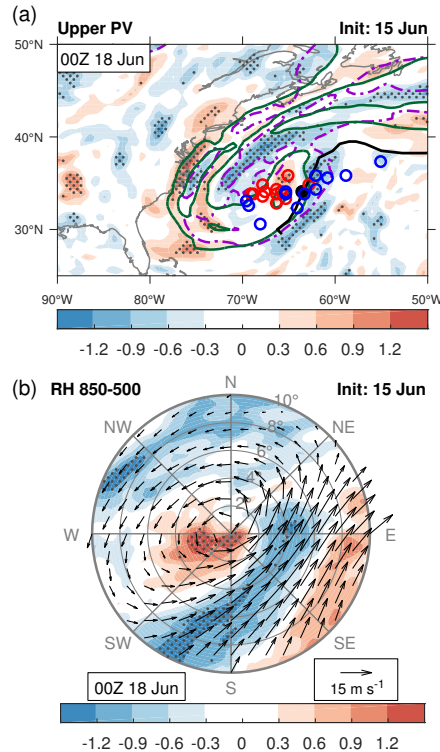 (a) Upper PV Init: 15 Jun
50°N
00Z 18 Jun
40°N
30°N
90°W 80°W 70°W 60°W 50°W
-1.2 -0.9 -0.6 -0.3 0 0.3 0.6 0.9 1.2
(b) RH 850-500 Init: 15 Jun
N
10°
NW NE
8°
6°
4°
2°
W E
SW SE
S
00Z 18 Jun
15 m s⁻¹
-1.2 -0.9 -0.6 -0.3 0 0.3 0.6 0.9 1.2